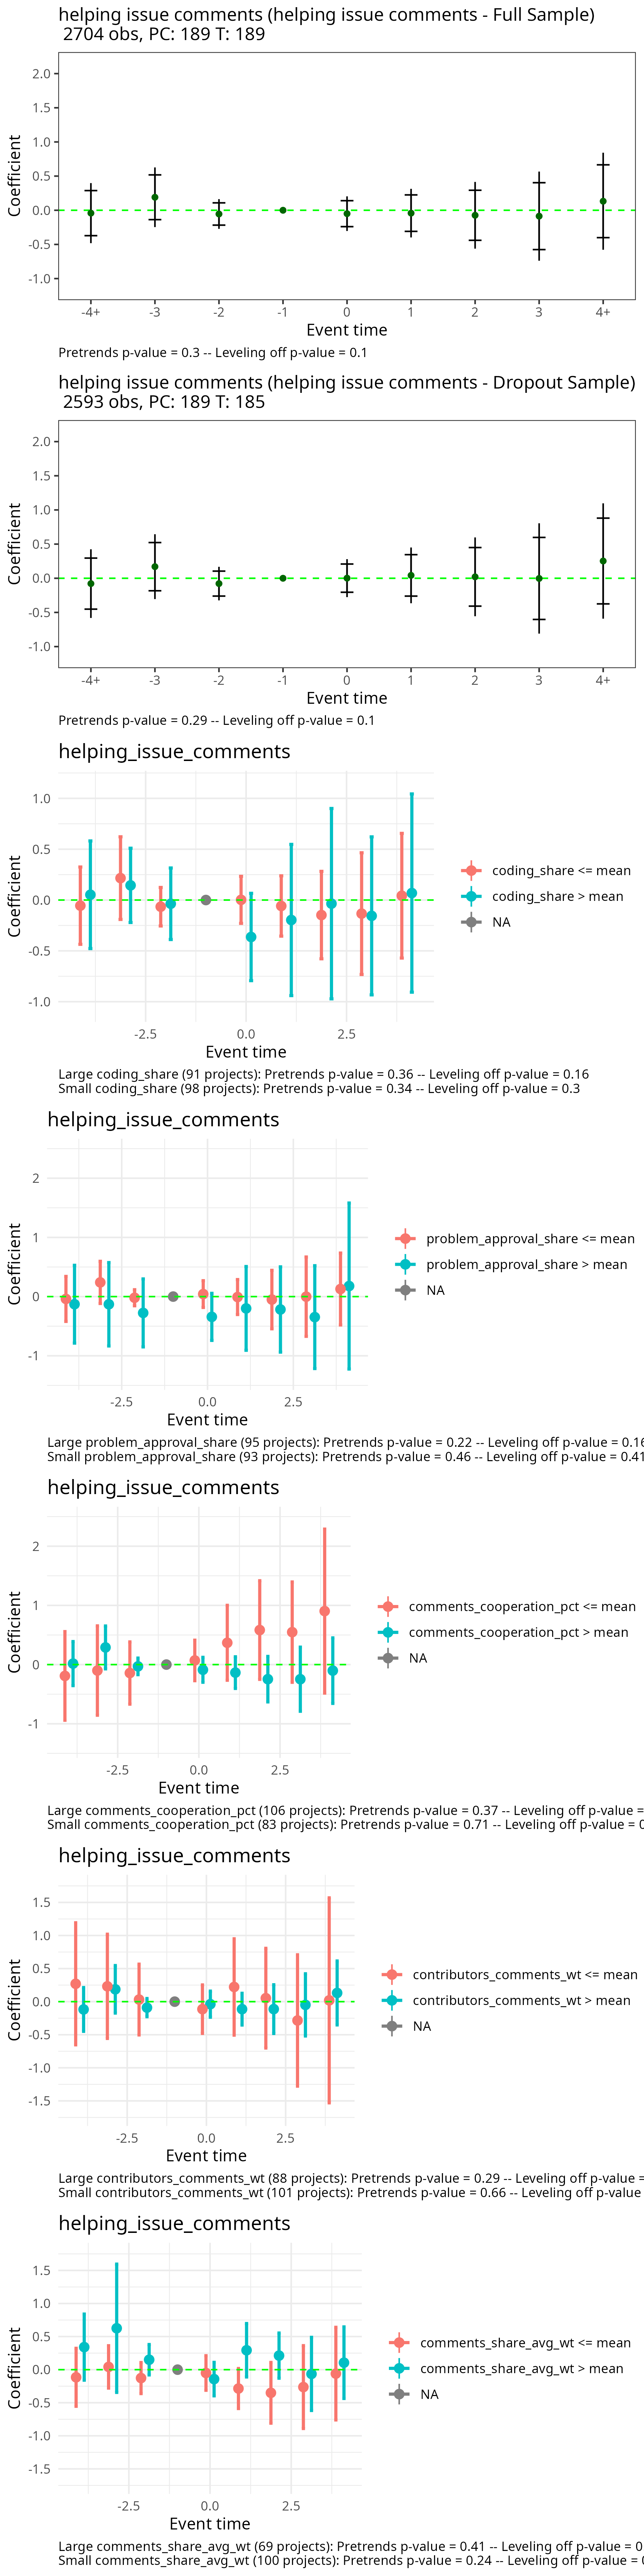 helping issue comments (helping issue comments - Full Sample)
2704 obs, PC: 189 T: 189
2.0
1.5
1.0
0.5
0.0
-0.5
-1.0
Coefficient
-4+ -3 -2 -1 0 1 2 3 4+
Event time
Pretrends p-value = 0.3 -- Leveling off p-value = 0.1
helping issue comments (helping issue comments - Dropout Sample)
2593 obs, PC: 189 T: 185
2.0
1.5
1.0
0.5
0.0
-0.5
-1.0
Coefficient
-4+ -3 -2 -1 0 1 2 3 4+
Event time
Pretrends p-value = 0.29 -- Leveling off p-value = 0.1
helping_issue_comments
1.0
0.5
0.0
-0.5
-1.0
Coefficient
-2.5 0.0 2.5
Event time
coding_share <= mean
coding_share > mean
NA
Large coding_share (91 projects): Pretrends p-value = 0.36 -- Leveling off p-value = 0.16
Small coding_share (98 projects): Pretrends p-value = 0.34 -- Leveling off p-value = 0.3
helping_issue_comments
2
1
0
-1
Coefficient
-2.5 0.0 2.5
Event time
problem_approval_share <= mean
problem_approval_share > mean
NA
Large problem_approval_share (95 projects): Pretrends p-value = 0.22 -- Leveling off p-value = 0.16
Small problem_approval_share (93 projects): Pretrends p-value = 0.46 -- Leveling off p-value = 0.41
helping_issue_comments
2
1
0
-1
Coefficient
-2.5 0.0 2.5
Event time
comments_cooperation_pct <= mean
comments_cooperation_pct > mean
NA
Large comments_cooperation_pct (106 projects): Pretrends p-value = 0.37 -- Leveling off p-value =
Small comments_cooperation_pct (83 projects): Pretrends p-value = 0.71 -- Leveling off p-value = 0
helping_issue_comments
1.5
1.0
0.5
0.0
-0.5
-1.0
-1.5
Coefficient
-2.5 0.0 2.5
Event time
contributors_comments_wt <= mean
contributors_comments_wt > mean
NA
Large contributors_comments_wt (88 projects): Pretrends p-value = 0.29 -- Leveling off p-value =
Small contributors_comments_wt (101 projects): Pretrends p-value = 0.66 -- Leveling off p-value
helping_issue_comments
1.5
1.0
0.5
0.0
-0.5
-1.0
-1.5
Coefficient
-2.5 0.0 2.5
Event time
comments_share_avg_wt <= mean
comments_share_avg_wt > mean
NA
Large comments_share_avg_wt (69 projects): Pretrends p-value = 0.41 -- Leveling off p-value = 0
Small comments_share_avg_wt (100 projects): Pretrends p-value = 0.24 -- Leveling off p-value =